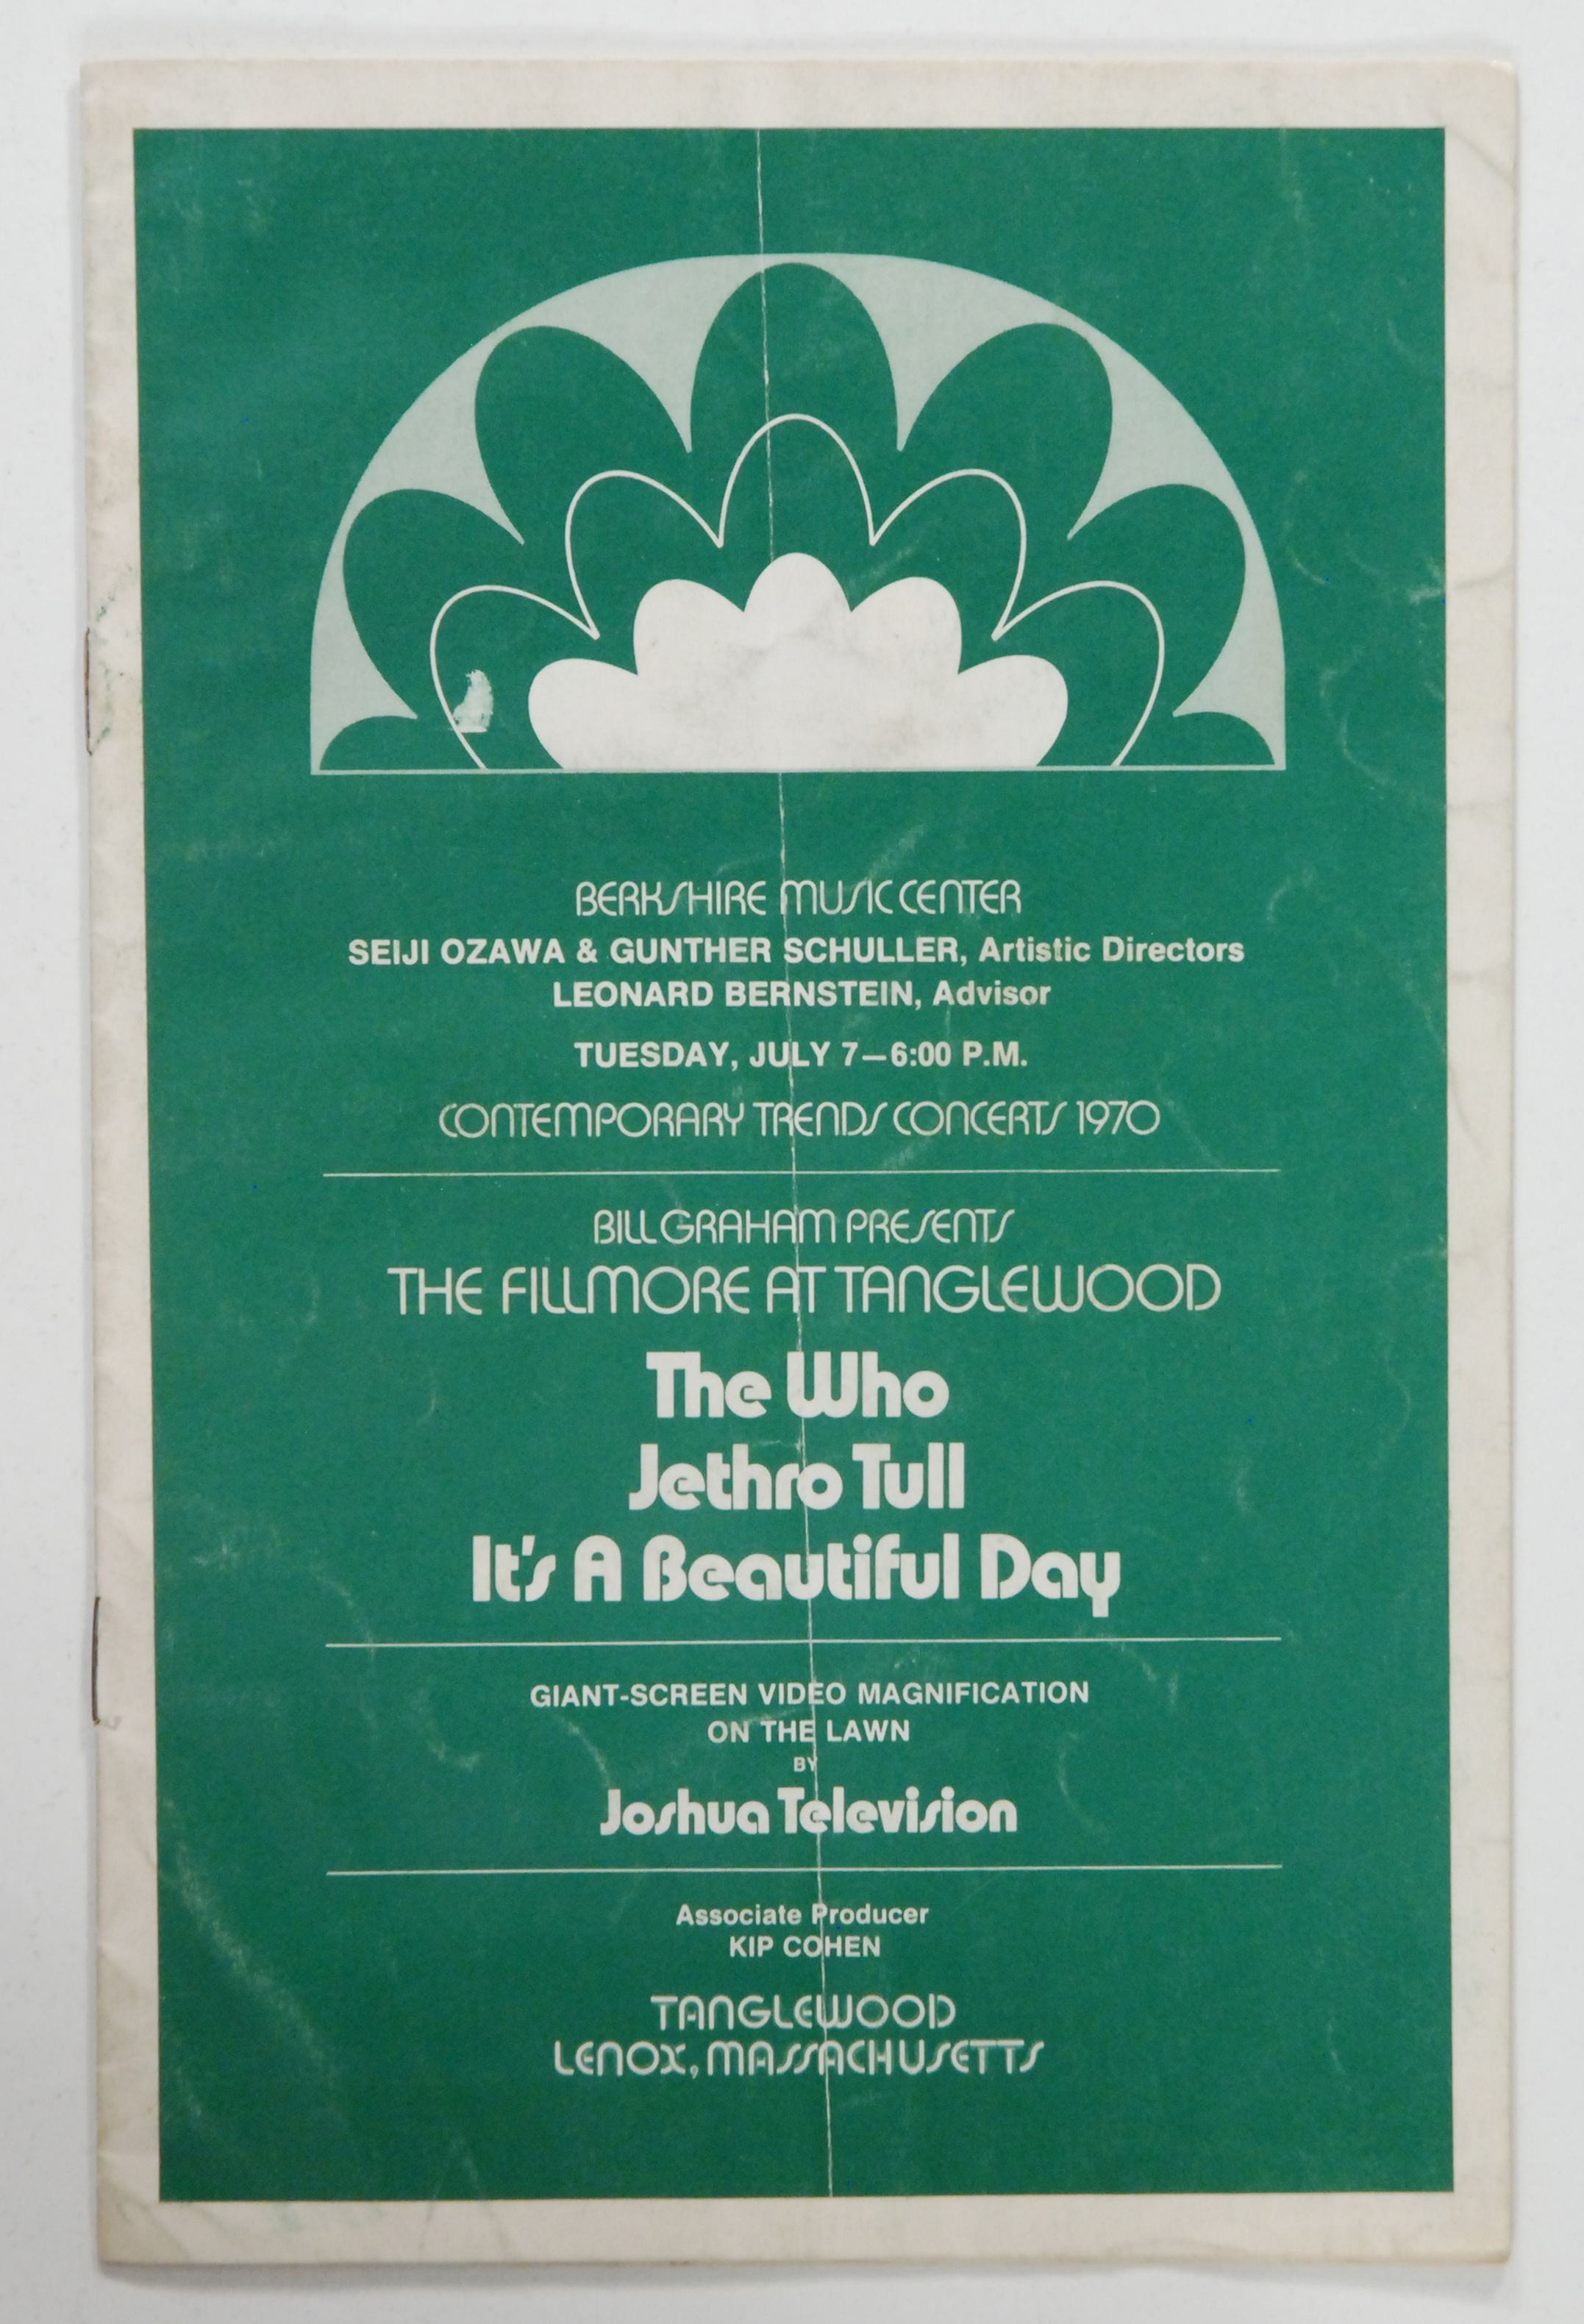 BERKSHIRE MUSIC CENTER
SEIJI OZAWA & GUNTHER SCHULLER, Artistic Directors
LEONARD BERNSTEIN, Advisor
TUESDAY, JULY 7—6:00 P.M.
CONTEMPORARY TRENDS CONCERTS 1970
BILL GRAHAM PRESENTS
THE FILLMORE AT TANGLEWOOD
The Who
Jethro Tull
It's A Beautiful Day
GIANT-SCREEN VIDEO MAGNIFICATION
ON THE LAWN
BY
Joshua Television
Associate Producer
KIP COHEN
TANGLEWOOD
LENOX, MASSACHUSETTS